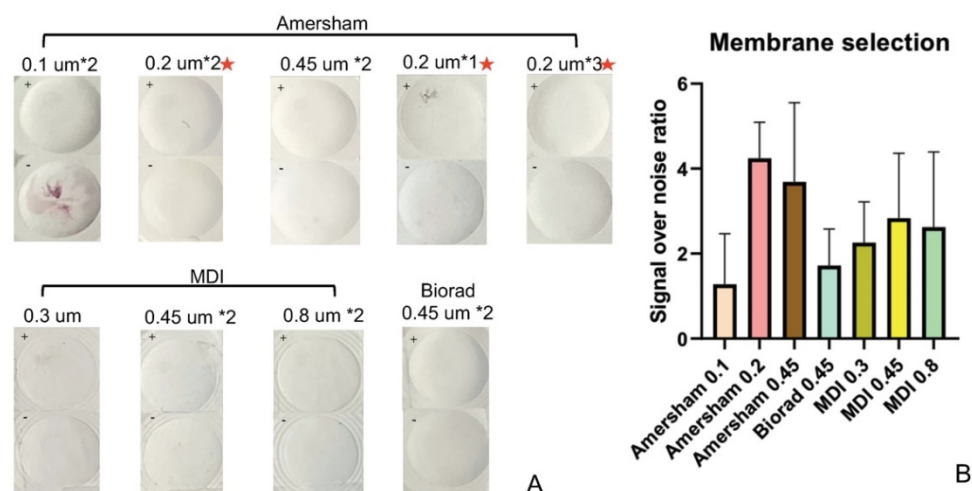 Amersham
0.1 um*2
0.2 um*2★
0.45 um *2
0.2 um*1★
0.2 um*3★
+
+
+
+
+
-
-
-
-
-
MDI
0.3 um
0.45 um *2
0.8 um *2
Biorad
0.45 um *2
+
+
+
+
-
-
-
-
A
Membrane selection
Signal over noise ratio
6
4
2
0
Amersham 0.1
Amersham 0.2
Amersham 0.45
Biorad 0.45
MDI 0.3
MDI 0.45
MDI 0.8
B